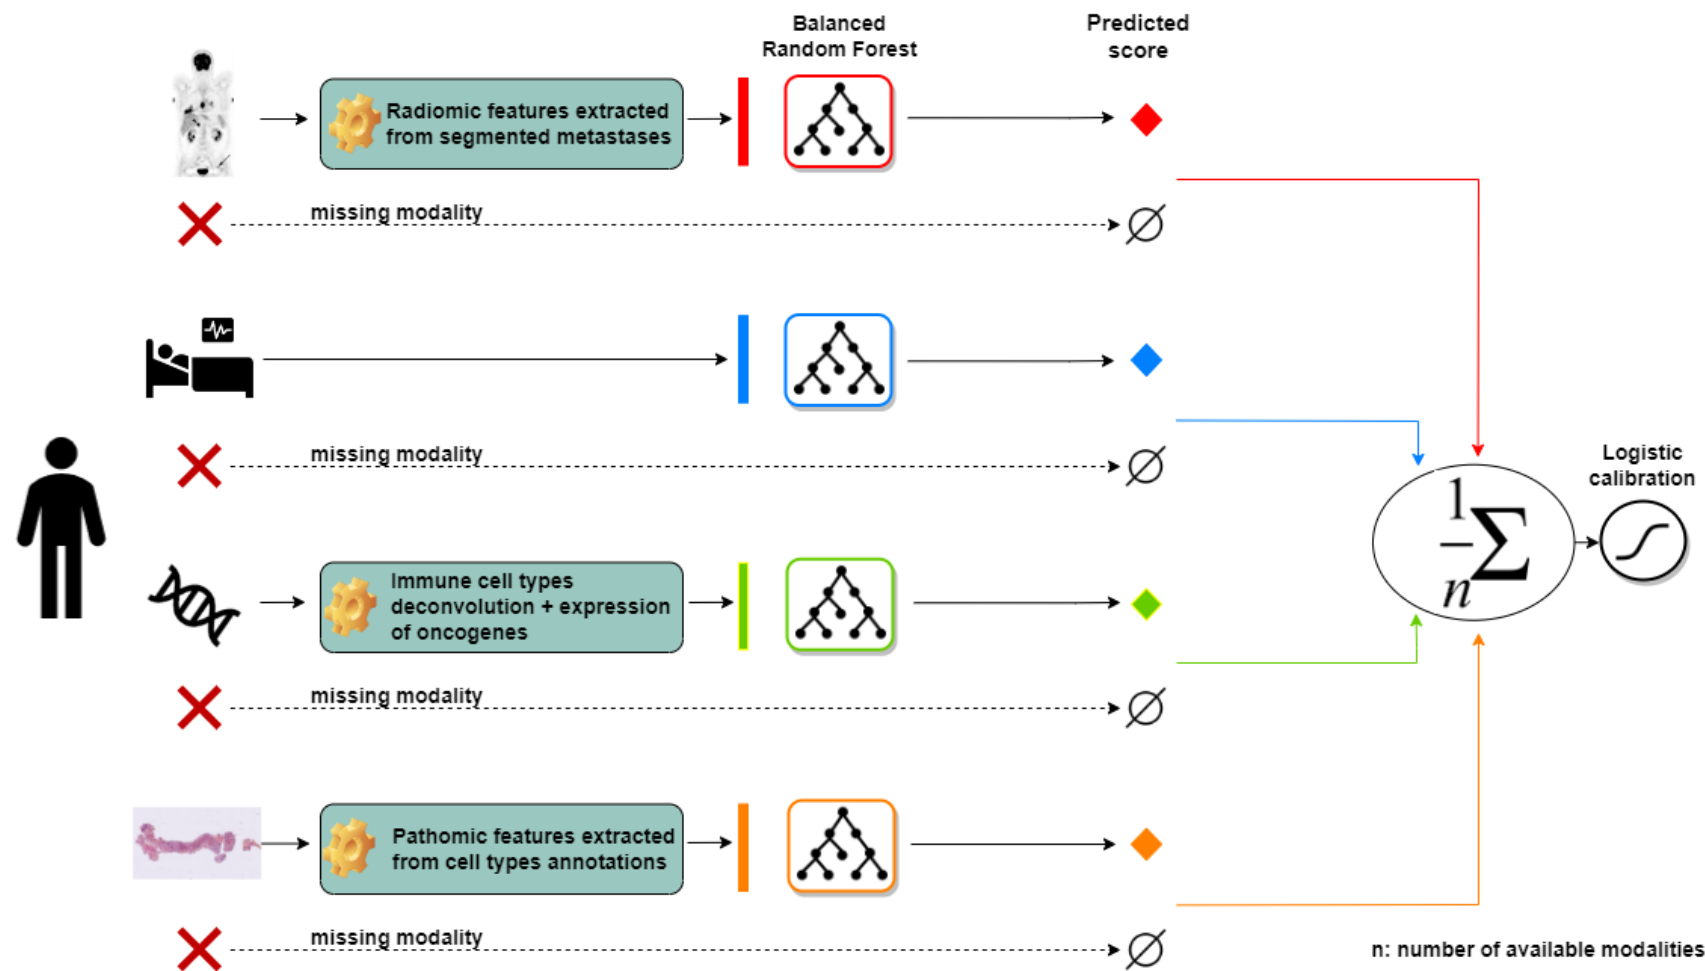 Balanced
Random Forest
Predicted
score
Radiomic features extracted
from segmented metastases
missing modality
∅
missing modality
∅
Logistic
calibration
1
n
∑
Immune cell types
deconvolution + expression
of oncogenes
missing modality
∅
Pathomic features extracted
from cell types annotations
missing modality
∅
n: number of available modalities